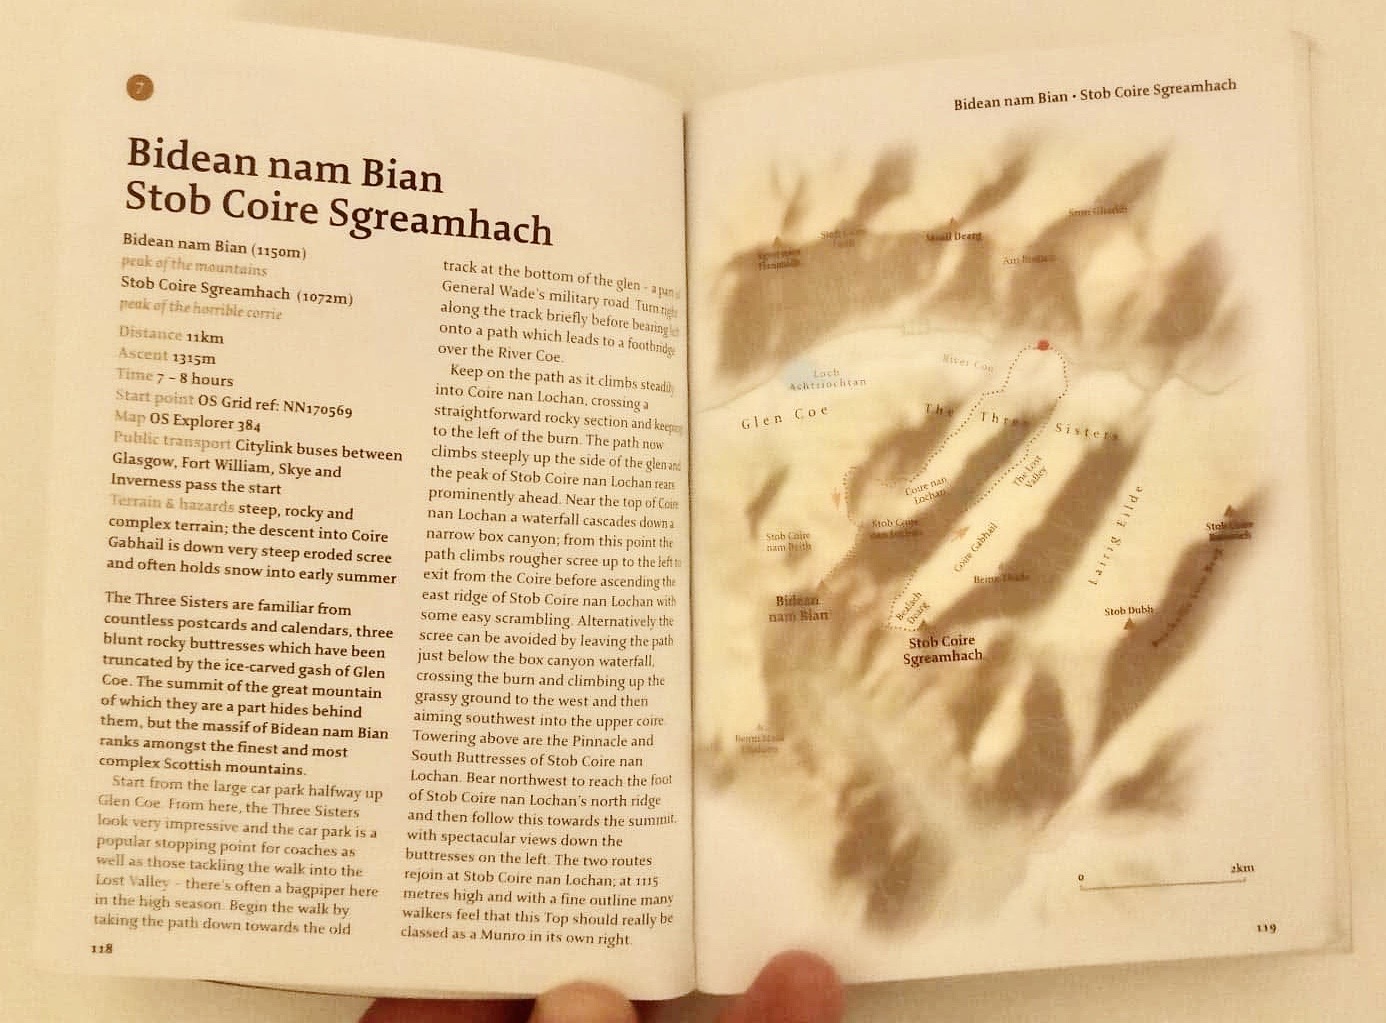 7
Bidean nam Bian
Stob Coire Sgreamhach
Bidean nam Bian (1150m)
peak of the mountains
Stob Coire Sgreamhach (1072m)
peak of the horrible corrie
Distance 11km
Ascent 1315m
Time 7 – 8 hours
Start point OS Grid ref: NN170569
Map OS Explorer 384
Public transport Citylink buses between
Glasgow, Fort William, Skye and
Inverness pass the start
Terrain & hazards steep, rocky and
complex terrain; the descent into Coire
Gabhail is down very steep eroded scree
and often holds snow into early summer
The Three Sisters are familiar from
countless postcards and calendars, three
blunt rocky buttresses which have been
truncated by the ice-carved gash of Glen
Coe. The summit of the great mountain
of which they are a part hides behind
them, but the massif of Bidean nam Bian
ranks amongst the finest and most
complex Scottish mountains.
Start from the large car park halfway up
Glen Coe. From here, the Three Sisters
look very impressive and the car park is a
popular stopping point for coaches as
well as those tackling the walk into the
Lost Valley – there's often a bagpiper here
in the high season. Begin the walk by
taking the path down towards the old
118
track at the bottom of the glen – a part of
General Wade's military road. Turn right
along the track briefly before bearing left
onto a path which leads to a footbridge
over the River Coe.
Keep on the path as it climbs steadily
into Coire nan Lochan, crossing a
straightforward rocky section and keeping
to the left of the burn. The path now
climbs steeply up the side of the glen and
the peak of Stob Coire nan Lochan rears
prominently ahead. Near the top of Coire
nan Lochan a waterfall cascades down a
narrow box canyon; from this point the
path climbs rougher scree up to the left to
exit from the Coire before ascending the
east ridge of Stob Coire nan Lochan with
some easy scrambling. Alternatively the
scree can be avoided by leaving the path
just below the box canyon waterfall,
crossing the burn and climbing up the
grassy ground to the west and then
aiming southwest into the upper coire.
Towering above are the Pinnacle and
South Buttresses of Stob Coire nan
Lochan. Bear northwest to reach the foot
of Stob Coire nan Lochan's north ridge
and then follow this towards the summit,
with spectacular views down the
buttresses on the left. The two routes
rejoin at Stob Coire nan Lochan; at 1115
metres high and with a fine outline many
walkers feel that this Top should really be
classed as a Munro in its own right.
Bidean nam Bian • Stob Coire Sgreamhach
Dearg
River Coe
Loch
Achtriochtan
Glen Coe
The Three Sisters
The Lost
Valley
Coire nan
Lochan
Stob Coire
Stob Coire
nam Beith
Coire Gabhail
Lairig Eilde
Stob Coire
Bidean
nam Bian
Bealach
Dearg
Stob Dubh
Stob Coire
Sgreamhach
0 2km
119